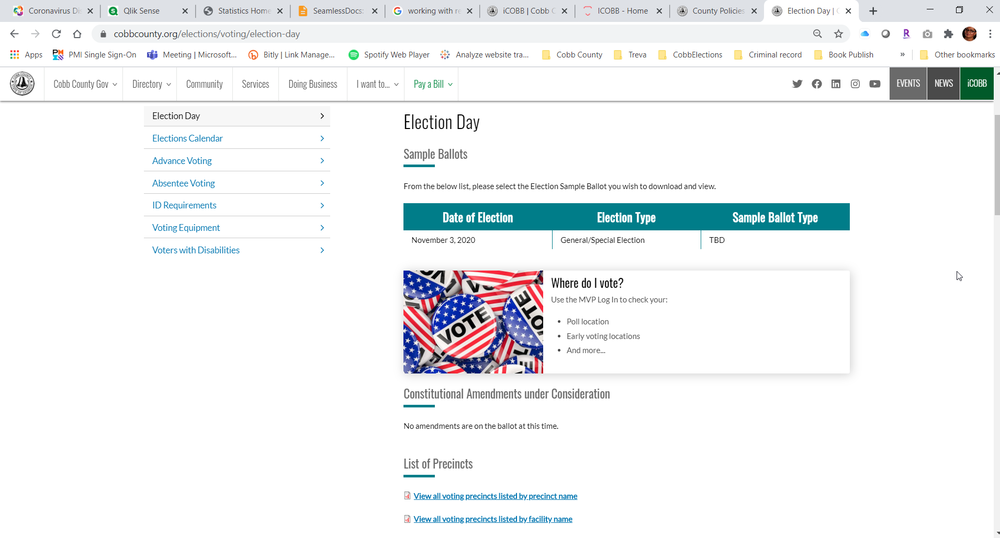 Coronavirus Dis
Qlik Sense
Statistics Home
SeamlessDocs:
working with re
iCOBB | Cobb C
ICOBB - Home
County Policies
Election Day | C
cobbcounty.org/elections/voting/election-day
Apps
PMI Single Sign-On
Meeting | Microsoft...
Bitly | Link Manage...
Spotify Web Player
Analyze website tra...
Cobb County
Treva
CobbElections
Criminal record
Book Publish
»
Other bookmarks
Cobb County Gov
Directory
Community
Services
Doing Business
I want to...
Pay a Bill
EVENTS
NEWS
iCOBB
Election Day
Elections Calendar
Advance Voting
Absentee Voting
ID Requirements
Voting Equipment
Voters with Disabilities
Election Day
Sample Ballots
From the below list, please select the Election Sample Ballot you wish to download and view.
Date of Election Election Type Sample Ballot Type
November 3, 2020 General/Special Election TBD
VOTE
Where do I vote?
Use the MVP Log In to check your:
• Poll location
• Early voting locations
• And more...
Constitutional Amendments under Consideration
No amendments are on the ballot at this time.
List of Precincts
View all voting precincts listed by precinct name
View all voting precincts listed by facility name